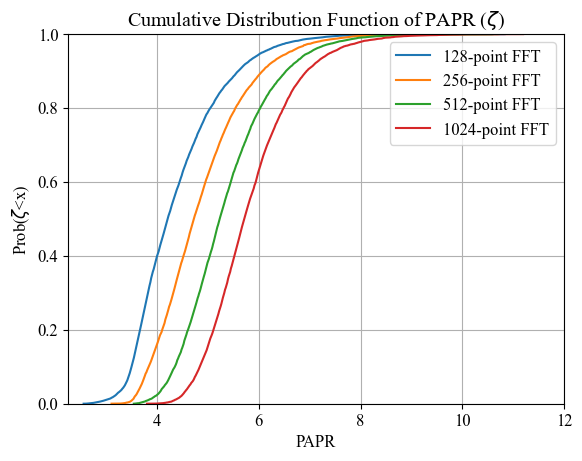 Cumulative Distribution Function of PAPR (ζ)
1.0
0.8
0.6
0.4
0.2
0.0
Prob(ζ<x)
128-point FFT
256-point FFT
512-point FFT
1024-point FFT
4 6 8 10 12
PAPR